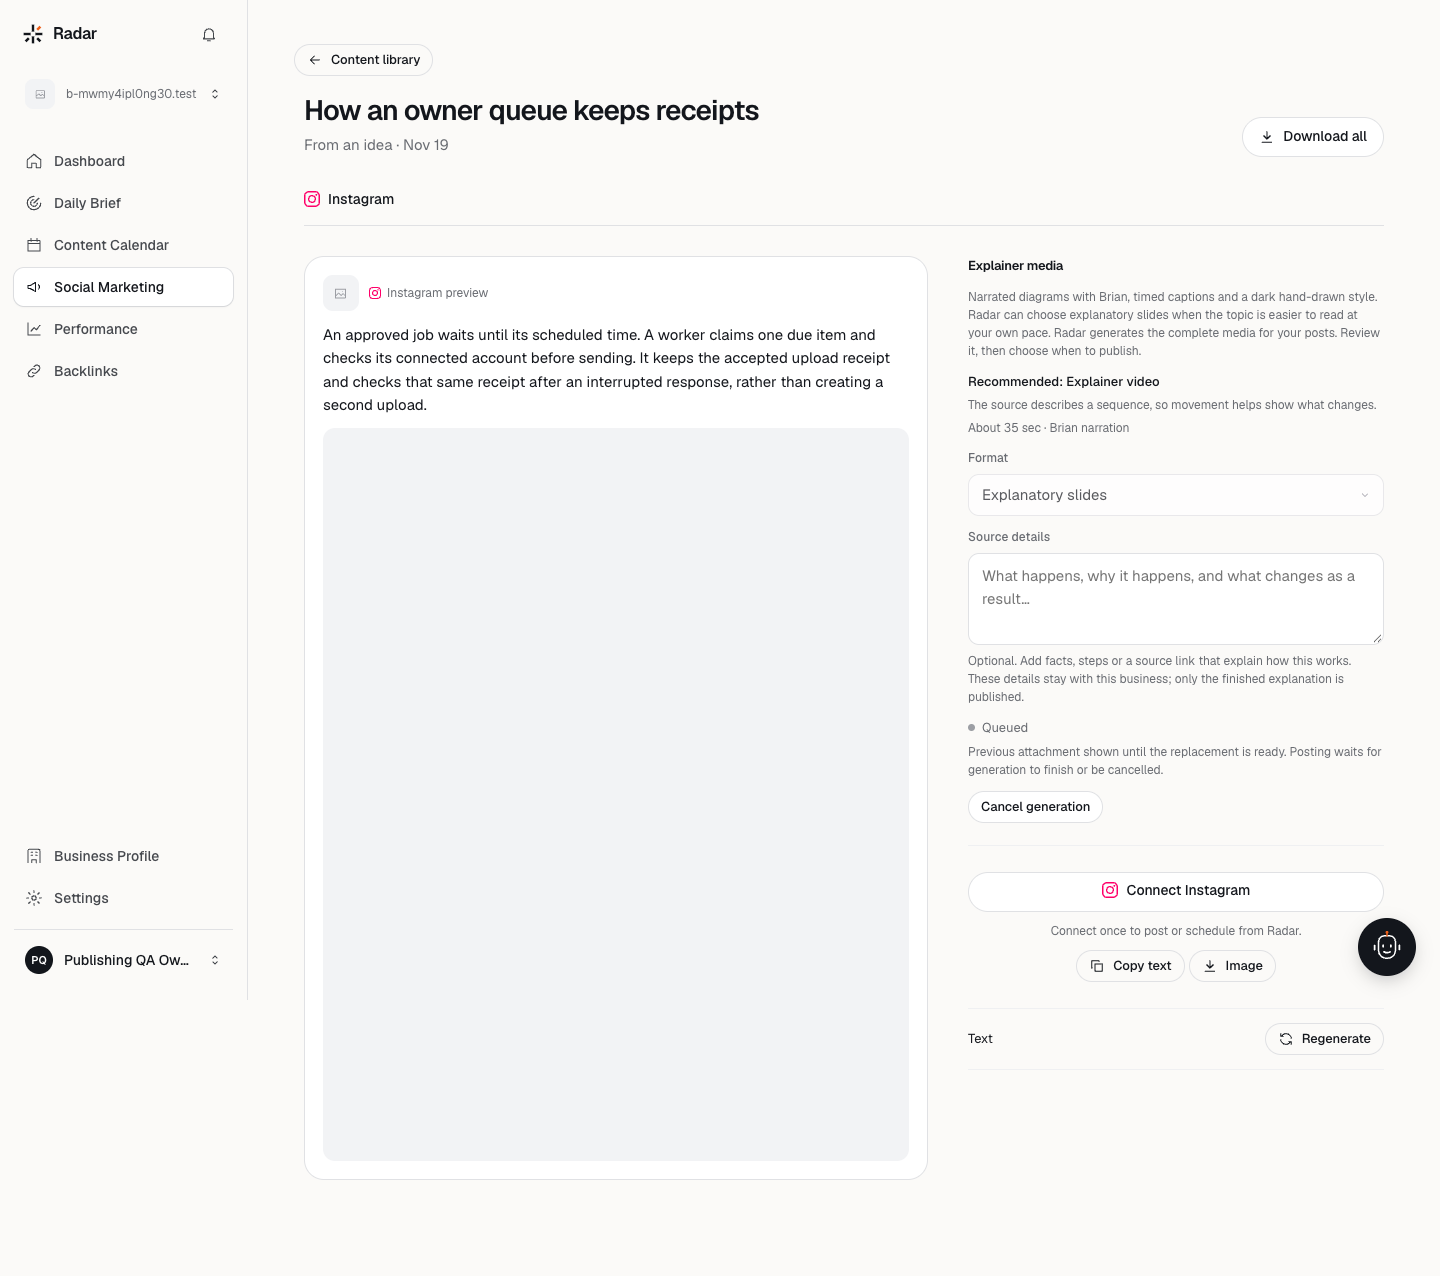 Radar
b-mwmy4ipl0ng30.test
Dashboard
Daily Brief
Content Calendar
Social Marketing
Performance
Backlinks
Business Profile
Settings
PQ
Publishing QA Ow...
Content library
How an owner queue keeps receipts
From an idea · Nov 19
Download all
Instagram
Instagram preview
An approved job waits until its scheduled time. A worker claims one due item and
checks its connected account before sending. It keeps the accepted upload receipt
and checks that same receipt after an interrupted response, rather than creating a
second upload.
Explainer media
Narrated diagrams with Brian, timed captions and a dark hand-drawn style.
Radar can choose explanatory slides when the topic is easier to read at
your own pace. Radar generates the complete media for your posts. Review
it, then choose when to publish.
Recommended: Explainer video
The source describes a sequence, so movement helps show what changes.
About 35 sec · Brian narration
Format
Explanatory slides
Source details
What happens, why it happens, and what changes as a
result...
Optional. Add facts, steps or a source link that explain how this works.
These details stay with this business; only the finished explanation is
published.
Queued
Previous attachment shown until the replacement is ready. Posting waits for
generation to finish or be cancelled.
Cancel generation
Connect Instagram
Connect once to post or schedule from Radar.
Copy text
Image
Text
Regenerate